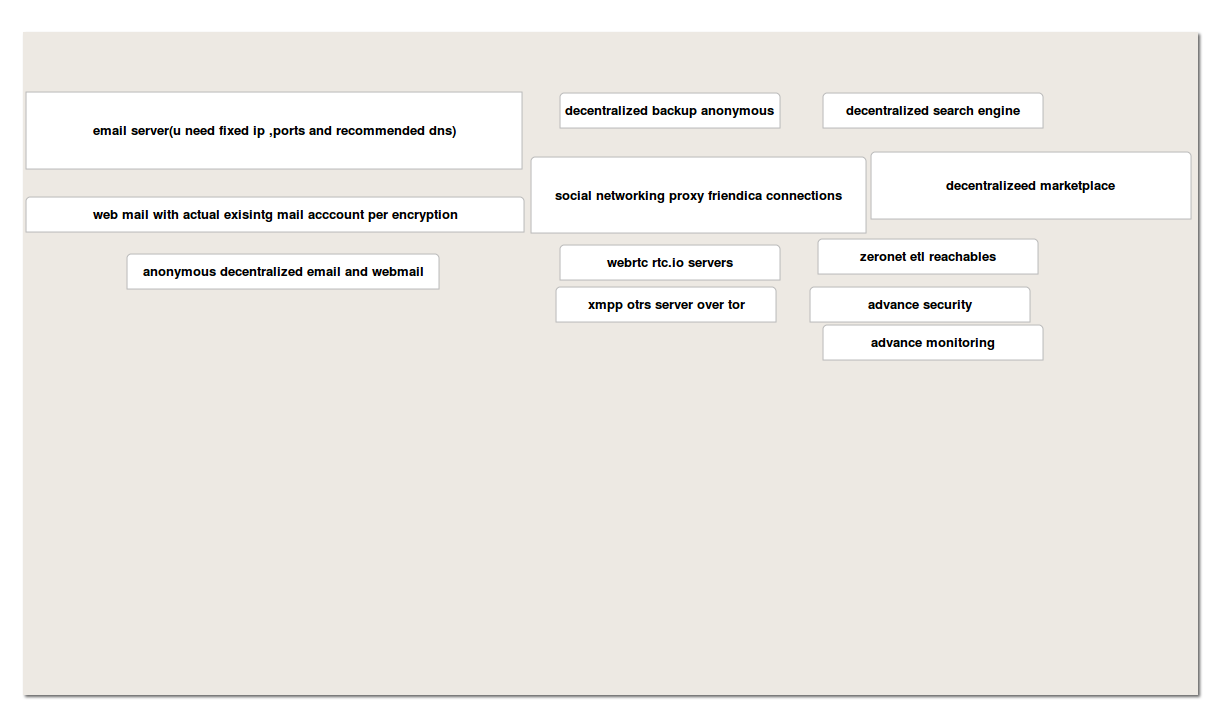 email server(u need fixed ip ,ports and recommended dns)
decentralized backup anonymous
decentralized search engine
social networking proxy friendica connections
decentralizeed marketplace
web mail with actual exisintg mail acccount per encryption
anonymous decentralized email and webmail
webrtc rtc.io servers
zeronet etl reachables
xmpp otrs server over tor
advance security
advance monitoring